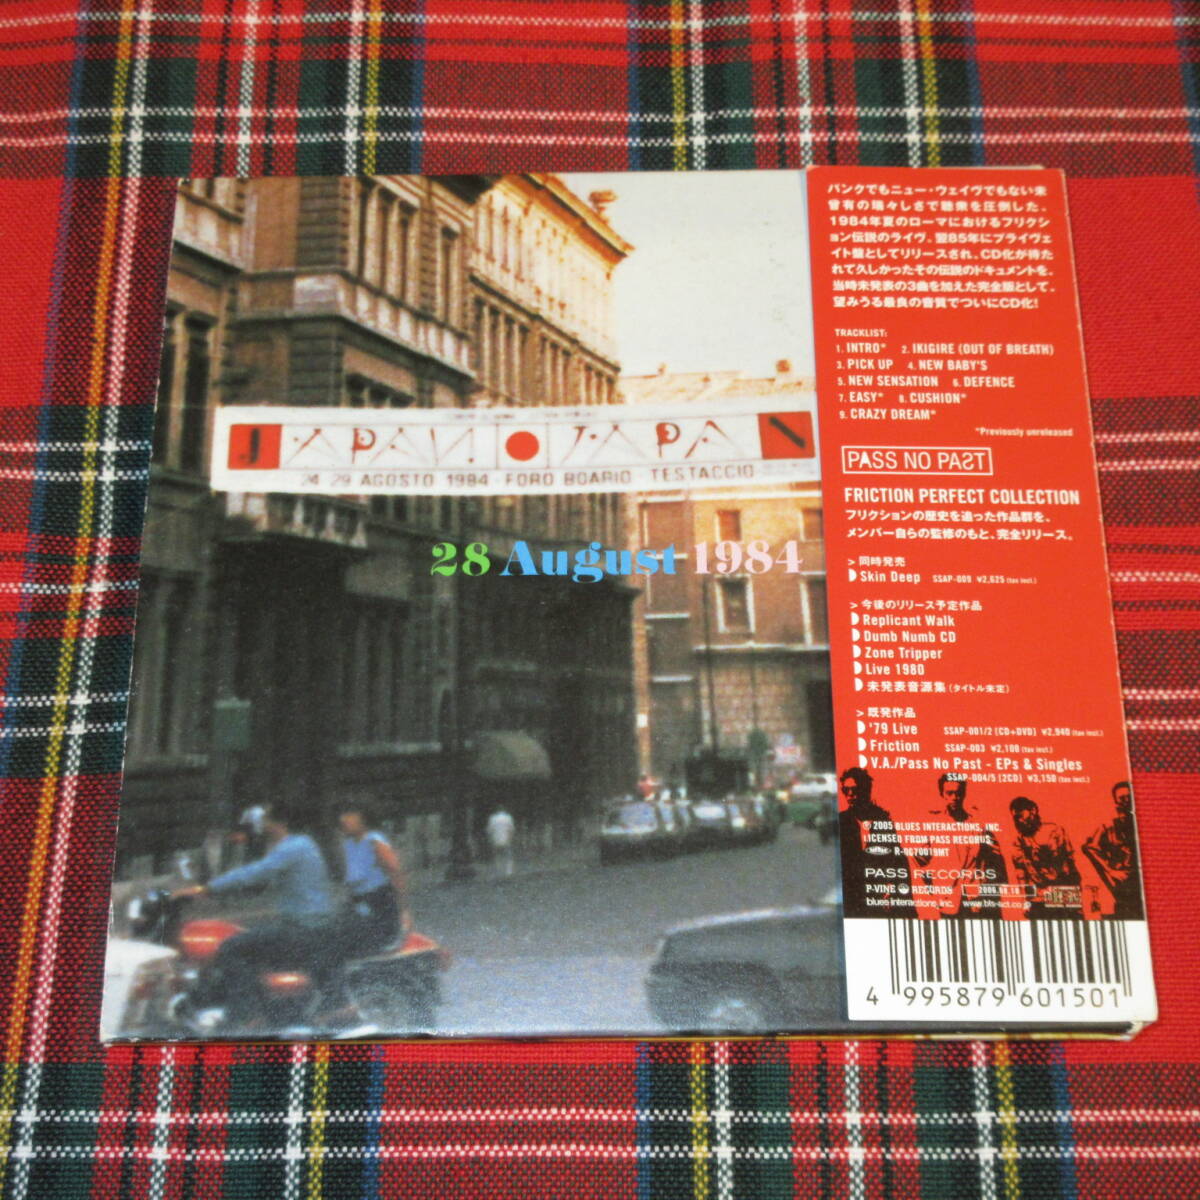 JAPAN JAPAN
24 29 AGOSTO 1984 - FORO BOARIO TESTACCIO
28 August 1984
パンクでもニュー・ウェイヴでもない未
曾有の瑞々しさで聴衆を圧倒した、
1984年夏のローマにおけるフリクシ
ョン伝説のライヴ。翌85年にプライヴェ
イト盤としてリリースされ、CD化が待た
れて久しかったその伝説のドキュメントを、
当時未発表の3曲を加えた完全版として、
望みうる最良の音質でついにCD化!
TRACKLIST:
1. INTRO* 2. IKIGIRE (OUT OF BREATH)
3. PICK UP 4. NEW BABY'S
5. NEW SENSATION 6. DEFENCE
7. EASY* 8. CUSHION*
9. CRAZY DREAM*
*Previously unreleased
PASS NO PAST
FRICTION PERFECT COLLECTION
フリクションの歴史を追った作品群を、
メンバー自らの監修のもと、完全リリース。
> 同時発売
Skin Deep SSAP-009 ¥2,625 (tax incl.)
> 今後のリリース予定作品
Replicant Walk
Dumb Numb CD
Zone Tripper
Live 1980
未発表音源集 (タイトル未定)
> 既発作品
'79 Live SSAP-001/2 [CD+DVD] ¥2,940 (tax incl.)
Friction SSAP-003 ¥2,100 (tax incl.)
V.A./Pass No Past - EPs & Singles
SSAP-004/5 [2CD] ¥3,150 (tax incl.)
℗ 2005 BLUES INTERACTIONS, INC.
LICENSED FROM PASS RECORDS
R-0670019MT
PASS RECORDS
P-VINE RECORDS
blues interactions, inc. www.bls-act.co.jp
4 995879 601501